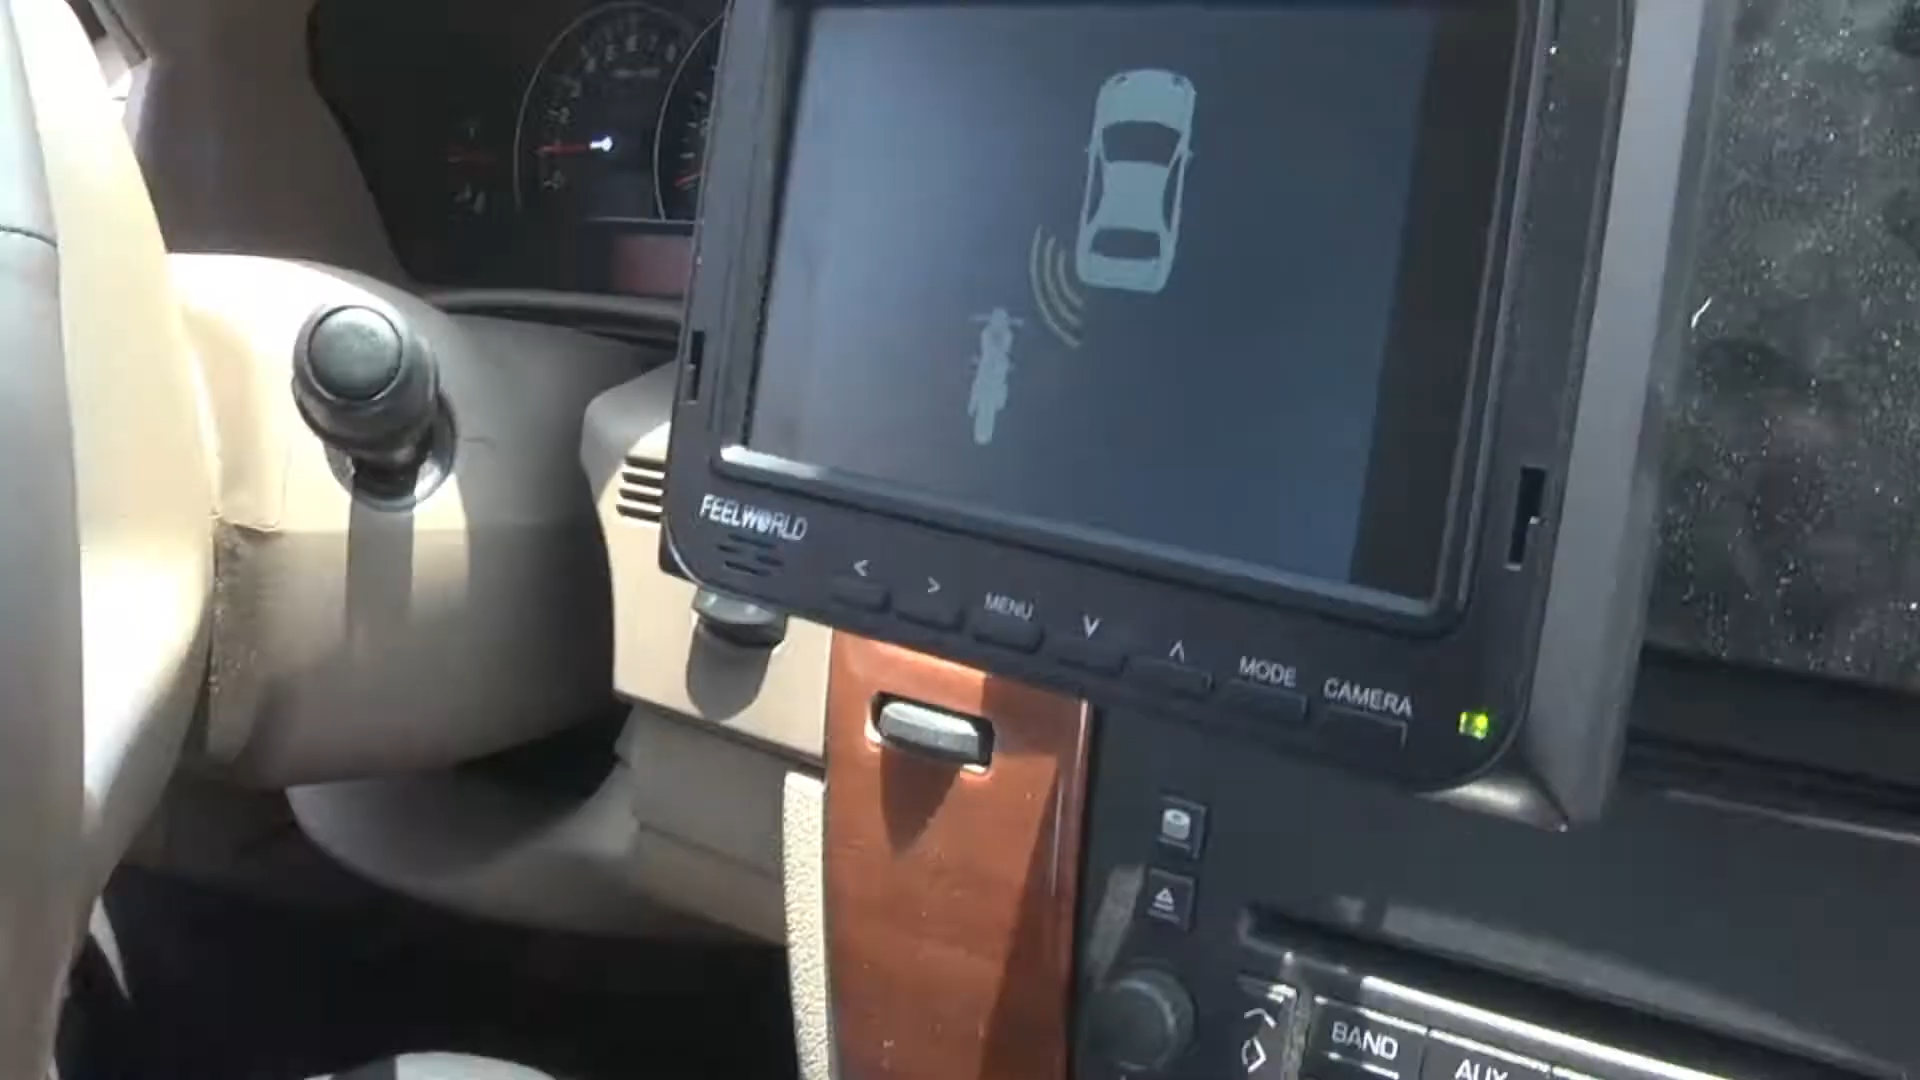 FEELWORLD
< > MENU ∨ ∧ MODE CAMERA
BAND
AUX